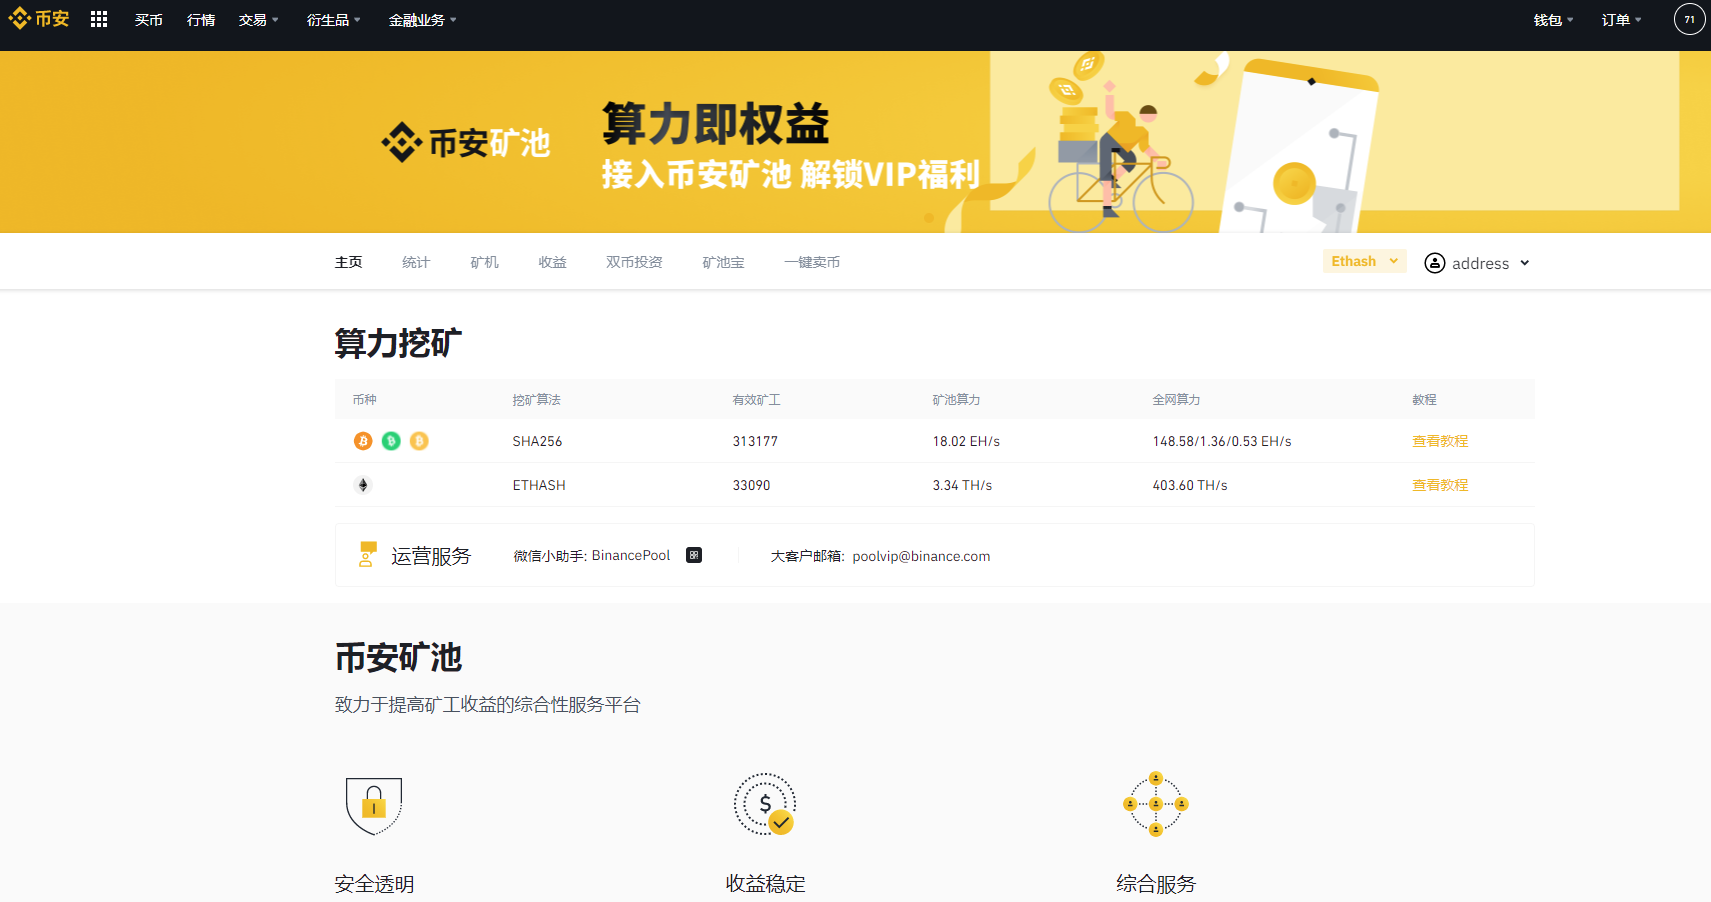 币安 买币 行情 交易 衍生品 金融业务 钱包 订单 71
币安矿池
算力即权益
接入币安矿池 解锁VIP福利
主页 统计 矿机 收益 双币投资 矿池宝 一键卖币 Ethash address
算力挖矿
币种 挖矿算法 有效矿工 矿池算力 全网算力 教程
SHA256 313177 18.02 EH/s 148.58/1.36/0.53 EH/s 查看教程
ETHASH 33090 3.34 TH/s 403.60 TH/s 查看教程
运营服务 微信小助手: BinancePool 大客户邮箱: poolvip@binance.com
币安矿池
致力于提高矿工收益的综合性服务平台
安全透明 收益稳定 综合服务